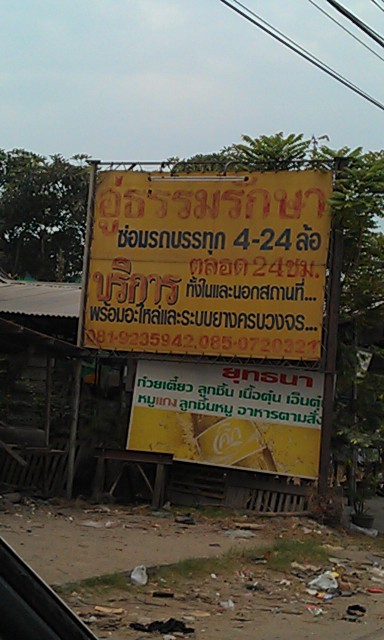 อู่ธรรมรักษา
ซ่อมรถบรรทุก 4-24 ล้อ
ตลอด 24 ชม.
บริการ ทั้งในและนอกสถานที่...
พร้อมอะไหล่และระบบยางครบวงจร...
081-9235942,085-0720321
ยุทธนา
ก๋วยเตี๋ยว ลูกชิ้น เนื้อตุ๋น เอ็นตุ๋
หมูแดง ลูกชิ้นหมู อาหารตามสั่ง
โค้ก